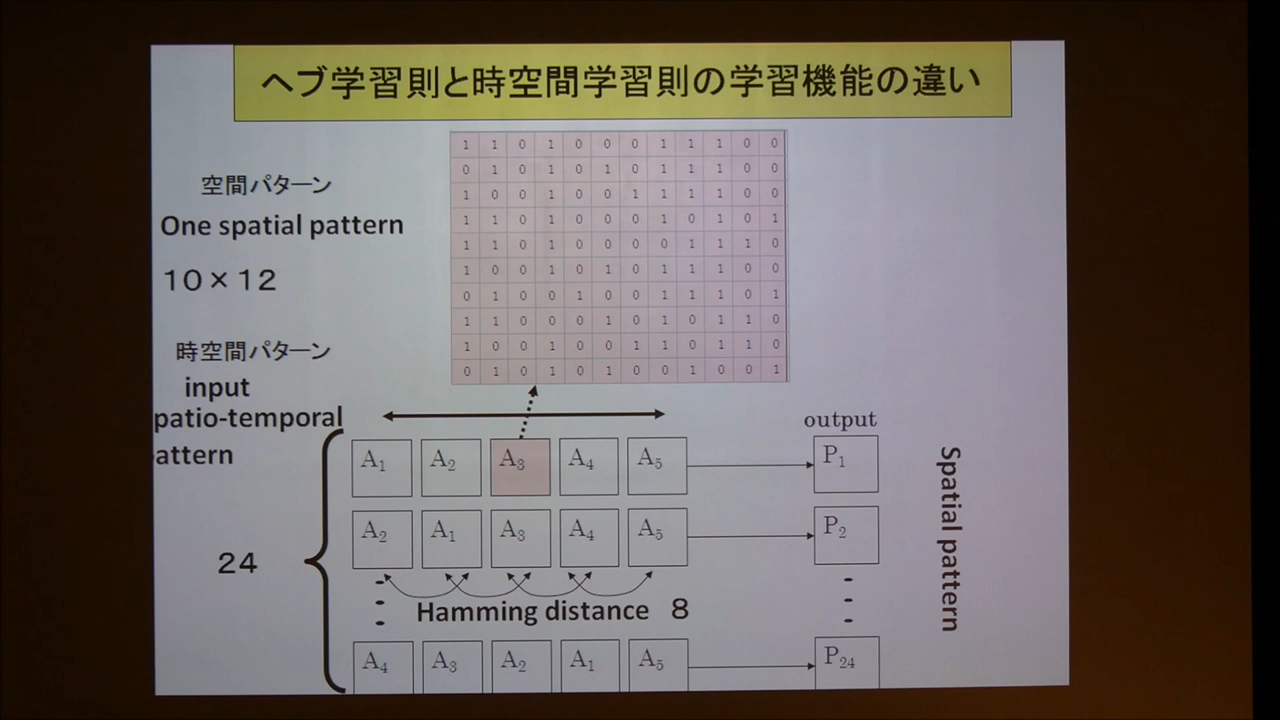 ヘブ学習則と時空間学習則の学習機能の違い
1 1 0 1 0 0 0 1 1 1 0 0
0 1 0 1 0 1 0 1 1 1 0 0
1 0 0 1 0 0 1 1 1 1 0 0
1 1 0 1 0 0 0 1 0 1 0 1
1 1 0 1 0 0 0 0 1 1 1 0
1 0 0 1 0 1 0 1 1 1 0 0
0 1 0 0 1 0 0 1 1 1 0 1
1 1 0 0 0 1 0 1 0 1 1 0
1 0 0 1 0 0 1 1 0 1 1 0
0 1 0 1 0 1 0 0 1 0 0 1
空間パターン
One spatial pattern
10×12
時空間パターン
input
patio-temporal
attern
24
output
A1 A2 A3 A4 A5 P1
A2 A1 A3 A4 A5 P2
Hamming distance 8
A4 A3 A2 A1 A5 P24
Spatial pattern